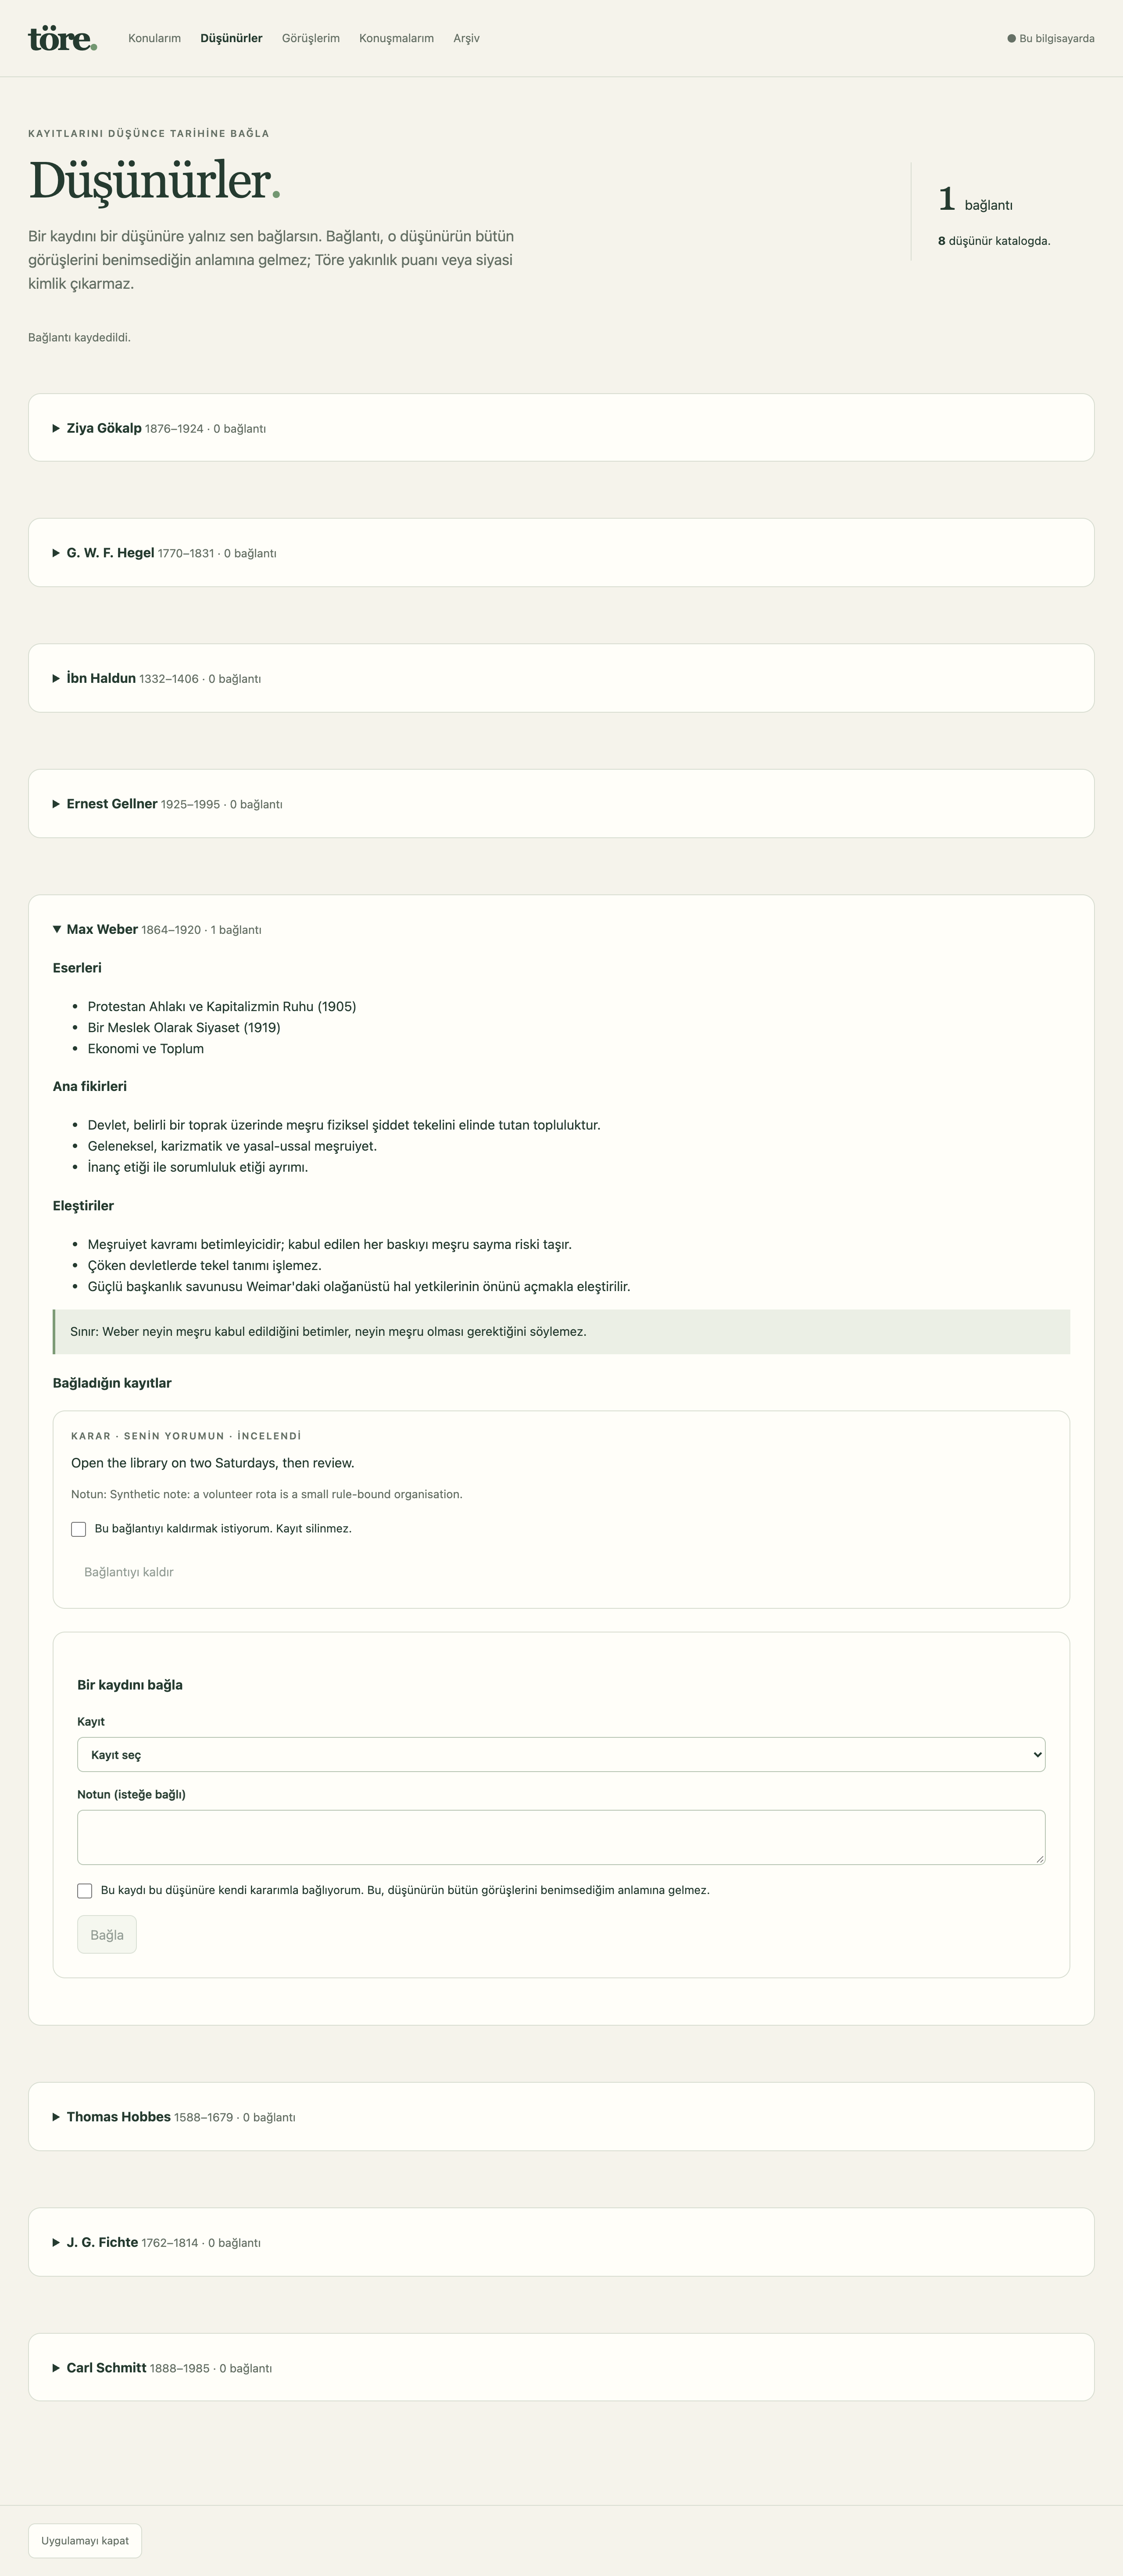 töre.
Konularım
Düşünürler
Görüşlerim
Konuşmalarım
Arşiv
Bu bilgisayarda
KAYITLARINI DÜŞÜNCE TARİHİNE BAĞLA
Düşünürler.
Bir kaydını bir düşünüre yalnız sen bağlarsın. Bağlantı, o düşünürün bütün
görüşlerini benimsediğin anlamına gelmez; Töre yakınlık puanı veya siyasi
kimlik çıkarmaz.
1 bağlantı
8 düşünür katalogda.
Bağlantı kaydedildi.
Ziya Gökalp 1876–1924 · 0 bağlantı
G. W. F. Hegel 1770–1831 · 0 bağlantı
İbn Haldun 1332–1406 · 0 bağlantı
Ernest Gellner 1925–1995 · 0 bağlantı
Max Weber 1864–1920 · 1 bağlantı
Eserleri
• Protestan Ahlakı ve Kapitalizmin Ruhu (1905)
• Bir Meslek Olarak Siyaset (1919)
• Ekonomi ve Toplum
Ana fikirleri
• Devlet, belirli bir toprak üzerinde meşru fiziksel şiddet tekelini elinde tutan topluluktur.
• Geleneksel, karizmatik ve yasal-ussal meşruiyet.
• İnanç etiği ile sorumluluk etiği ayrımı.
Eleştiriler
• Meşruiyet kavramı betimleyicidir; kabul edilen her baskıyı meşru sayma riski taşır.
• Çöken devletlerde tekel tanımı işlemez.
• Güçlü başkanlık savunusu Weimar'daki olağanüstü hal yetkilerinin önünü açmakla eleştirilir.
Sınır: Weber neyin meşru kabul edildiğini betimler, neyin meşru olması gerektiğini söylemez.
Bağladığın kayıtlar
KARAR · SENİN YORUMUN · İNCELENDİ
Open the library on two Saturdays, then review.
Notun: Synthetic note: a volunteer rota is a small rule-bound organisation.
Bu bağlantıyı kaldırmak istiyorum. Kayıt silinmez.
Bağlantıyı kaldır
Bir kaydını bağla
Kayıt
Kayıt seç
Notun (isteğe bağlı)
Bu kaydı bu düşünüre kendi kararımla bağlıyorum. Bu, düşünürün bütün görüşlerini benimsediğim anlamına gelmez.
Bağla
Thomas Hobbes 1588–1679 · 0 bağlantı
J. G. Fichte 1762–1814 · 0 bağlantı
Carl Schmitt 1888–1985 · 0 bağlantı
Uygulamayı kapat